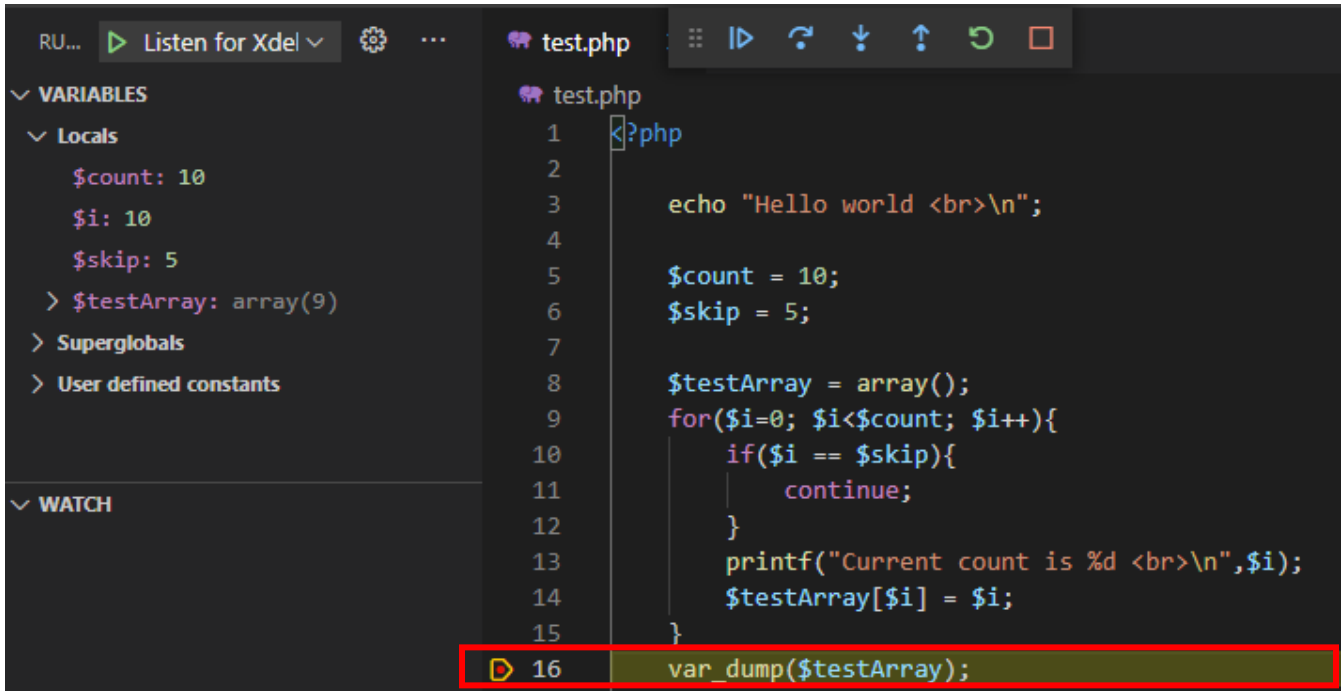 RU... Listen for Xdel
VARIABLES
Locals
$count: 10
$i: 10
$skip: 5
$testArray: array(9)
Superglobals
User defined constants
WATCH
test.php
test.php
1 <?php
2
3 echo "Hello world <br>\n";
4
5 $count = 10;
6 $skip = 5;
7
8 $testArray = array();
9 for($i=0; $i<$count; $i++){
10 if($i == $skip){
11 continue;
12 }
13 printf("Current count is %d <br>\n",$i);
14 $testArray[$i] = $i;
15 }
16 var_dump($testArray);